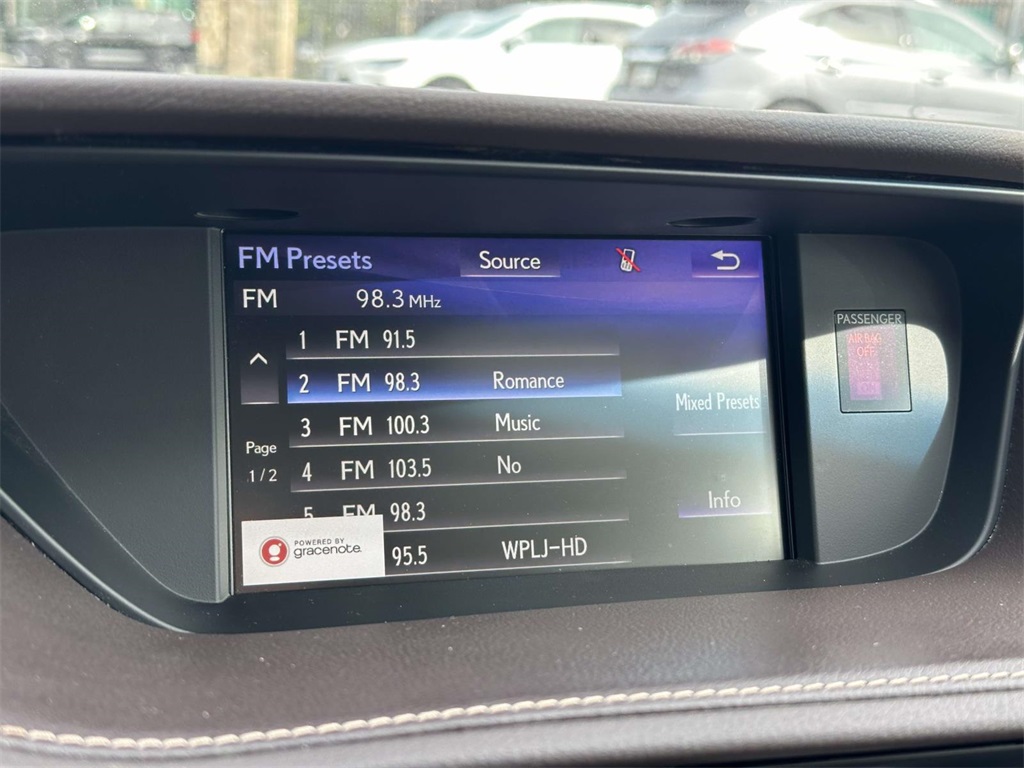 FM Presets Source
FM 98.3 MHz
1 FM 91.5
2 FM 98.3 Romance
3 FM 100.3 Music
4 FM 103.5 No
5 FM 98.3
95.5 WPLJ-HD
Page
1/2
POWERED BY
gracenote.
Mixed Presets
Info
PASSENGER
AIRBAG
OFF